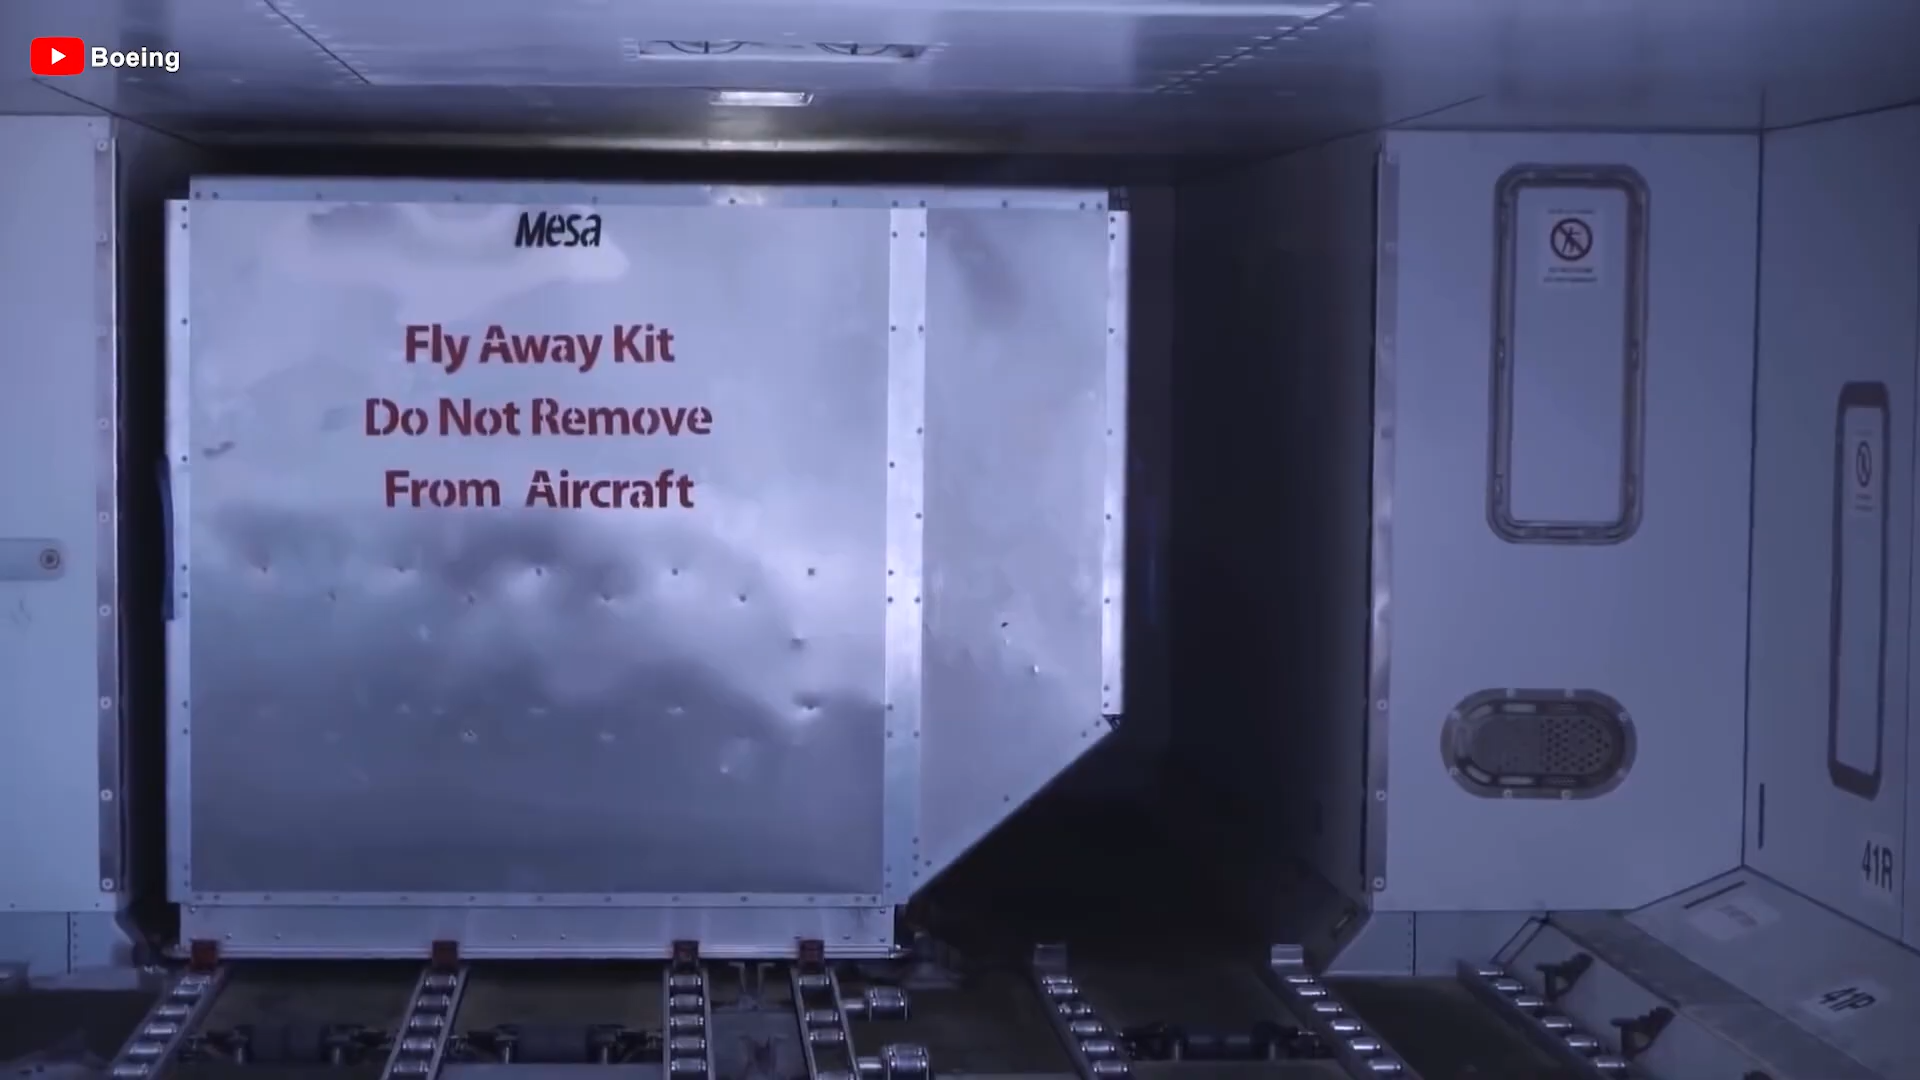 Boeing
Mesa
Fly Away Kit
Do Not Remove
From Aircraft
41R
41P